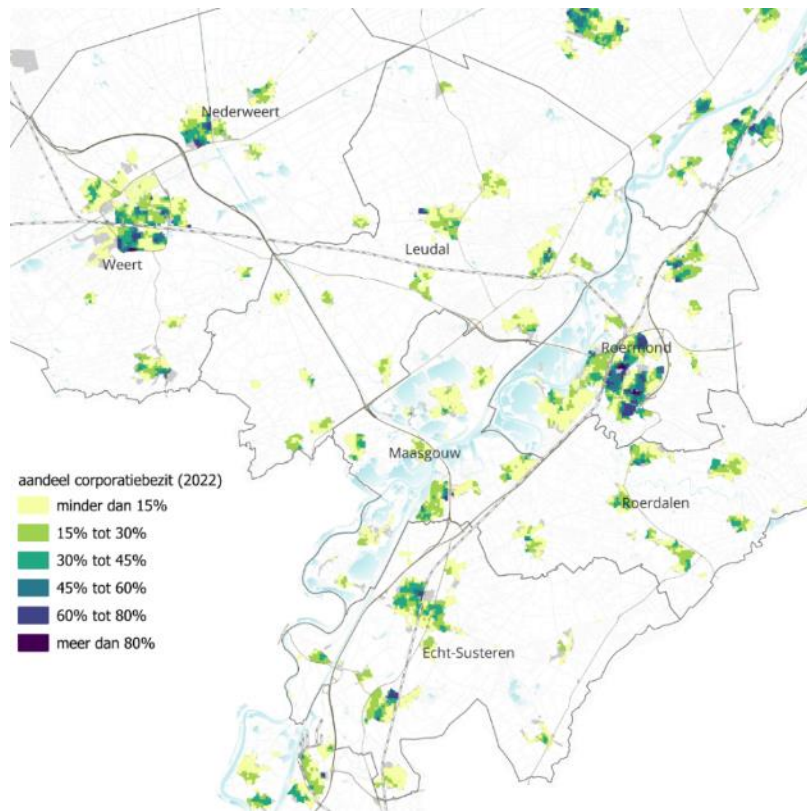 Nederweert
Weert
Leudal
Roermond
Maasgouw
Roerdalen
Echt-Susteren
aandeel corporatiebezit (2022)
minder dan 15%
15% tot 30%
30% tot 45%
45% tot 60%
60% tot 80%
meer dan 80%